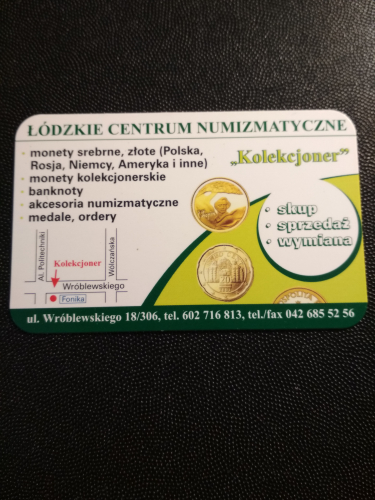 ŁÓDZKIE CENTRUM NUMIZMATYCZNE
• monety srebrne, złote (Polska,
Rosja, Niemcy, Ameryka i inne)
• monety kolekcjonerskie
• banknoty
• akcesoria numizmatyczne
• medale, ordery
„Kolekcjoner”
• skup
• sprzedaż
• wymiana
Al. Politechniki
Kolekcjoner
Wólczańska
Wróblewskiego
Fonika
ul. Wróblewskiego 18/306, tel. 602 716 813, tel./fax 042 685 52 56